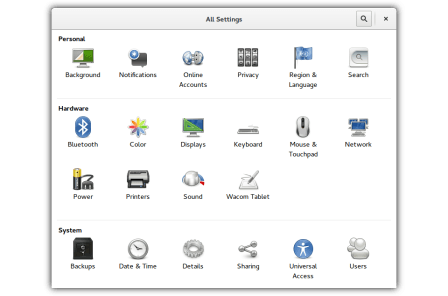 All Settings
Personal
Background Notifications Online Accounts Privacy Region & Language Search
Hardware
Bluetooth Color Displays Keyboard Mouse & Touchpad Network
Power Printers Sound Wacom Tablet
System
Backups Date & Time Details Sharing Universal Access Users